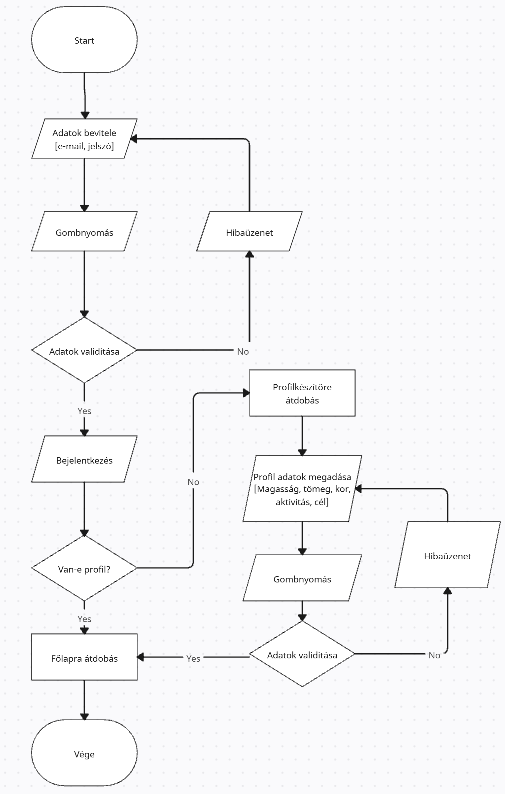 Start
Adatok bevitele
[e-mail, jelszó]
Gombnyomás
Hibaüzenet
Adatok validitása
No
Yes
Profilkészítőre
átdobás
Bejelentkezés
No
Profil adatok megadása
[Magasság, tömeg, kor,
aktivitás, cél]
Van-e profil?
Hibaüzenet
Gombnyomás
Yes
Főlapra átdobás
Yes
Adatok validitása
No
Vége